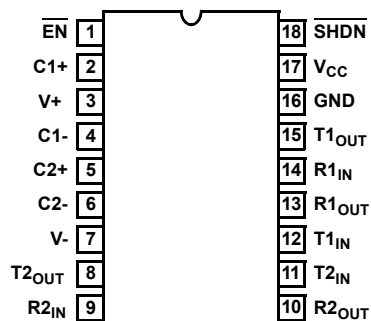 EN 1 18 SHDN
C1+ 2 17 VCC
V+ 3 16 GND
C1- 4 15 T1OUT
C2+ 5 14 R1IN
C2- 6 13 R1OUT
V- 7 12 T1IN
T2OUT 8 11 T2IN
R2IN 9 10 R2OUT